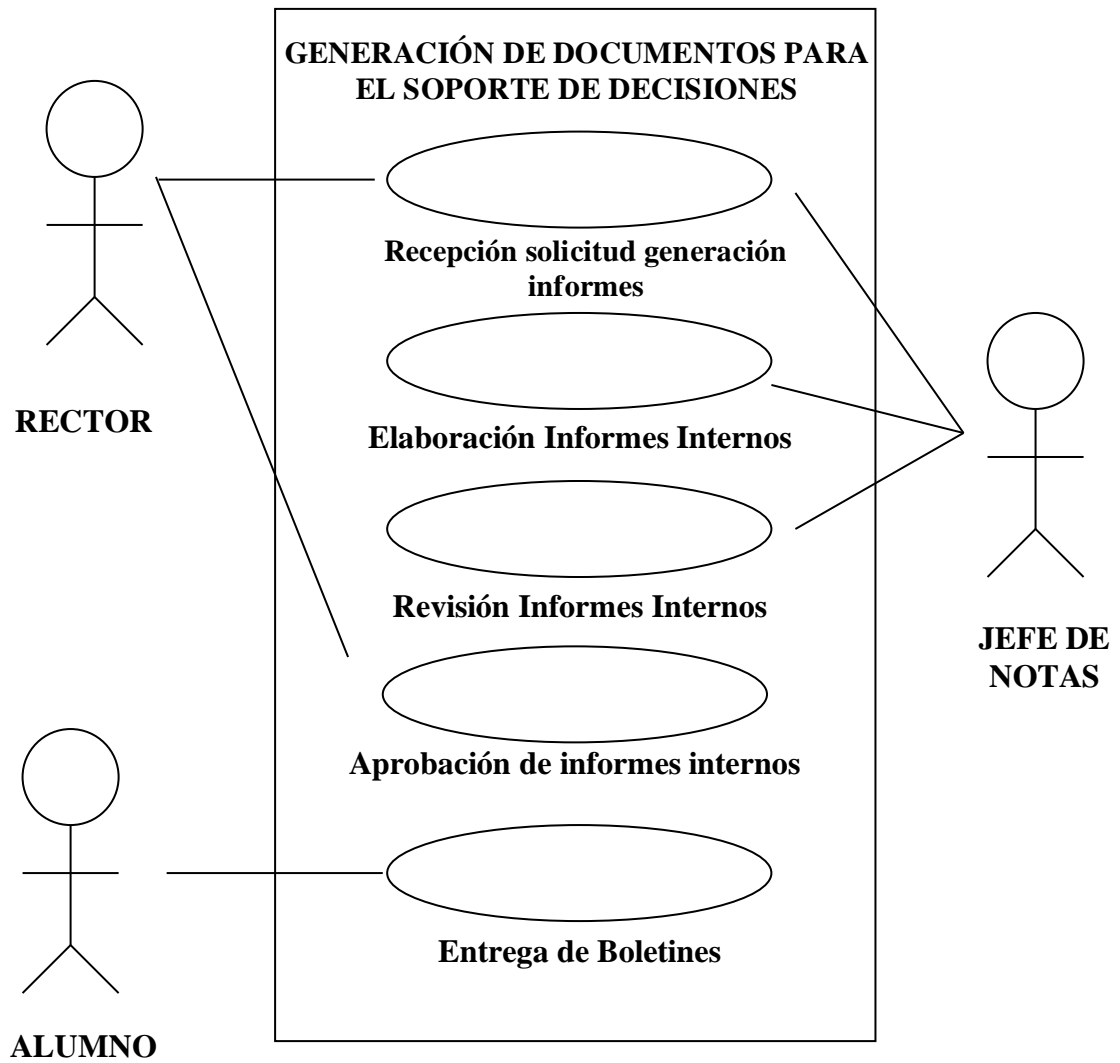 GENERACIÓN DE DOCUMENTOS PARA
EL SOPORTE DE DECISIONES
Recepción solicitud generación
informes
RECTOR
Elaboración Informes Internos
Revisión Informes Internos
JEFE DE
NOTAS
Aprobación de informes internos
Entrega de Boletines
ALUMNO